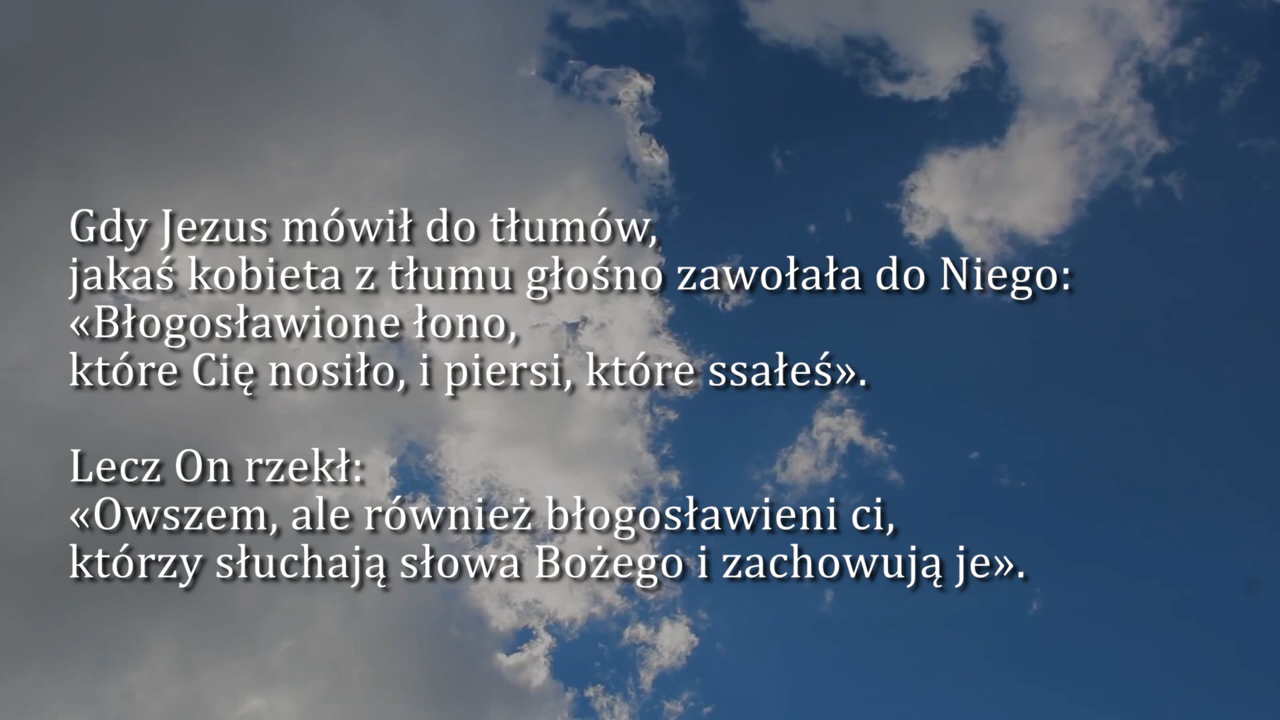 Gdy Jezus mówił do tłumów,
jakaś kobieta z tłumu głośno zawołała do Niego:
«Błogosławione łono,
które Cię nosiło, i piersi, które ssałeś».
Lecz On rzekł:
«Owszem, ale również błogosławieni ci,
którzy słuchają słowa Bożego i zachowują je».